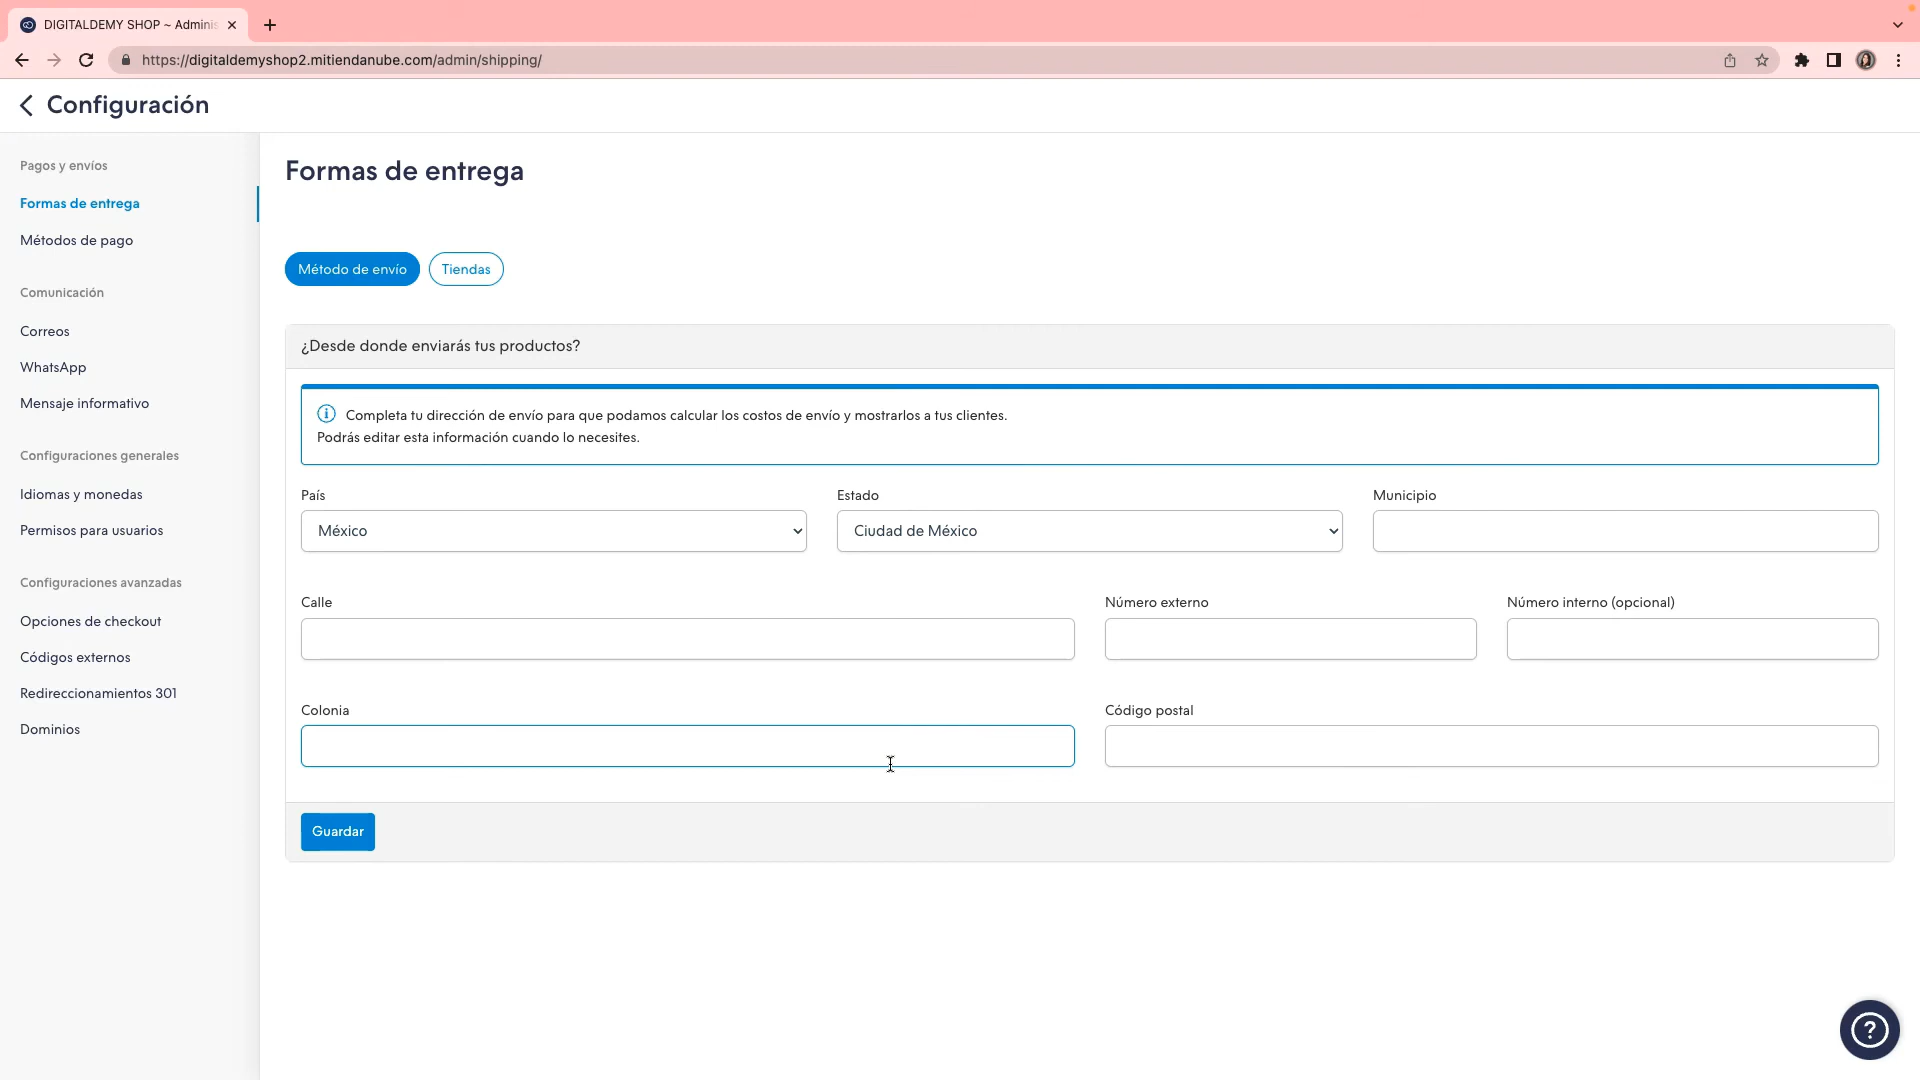 DIGITALDEMY SHOP ~ Adminis
https://digitaldemyshop2.mitiendanube.com/admin/shipping/
Configuración
Pagos y envíos
Formas de entrega
Métodos de pago
Comunicación
Correos
WhatsApp
Mensaje informativo
Configuraciones generales
Idiomas y monedas
Permisos para usuarios
Configuraciones avanzadas
Opciones de checkout
Códigos externos
Redireccionamientos 301
Dominios
Formas de entrega
Método de envío
Tiendas
¿Desde donde enviarás tus productos?
Completa tu dirección de envío para que podamos calcular los costos de envío y mostrarlos a tus clientes.
Podrás editar esta información cuando lo necesites.
País
Estado
Municipio
México
Ciudad de México
Calle
Número externo
Número interno (opcional)
Colonia
Código postal
Guardar
?